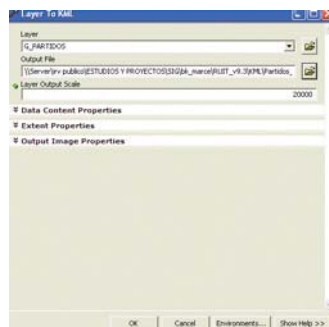 Layer To KML
Layer
G_PARTIDOS
Output File
\\Server\rv publico\ESTUDIOS Y PROYECTOS\SIG\bk_marce\RUST_v9.3\KML\Partidos_
Layer Output Scale
20000
Data Content Properties
Extent Properties
Output Image Properties
OK Cancel Environments... Show Help >>